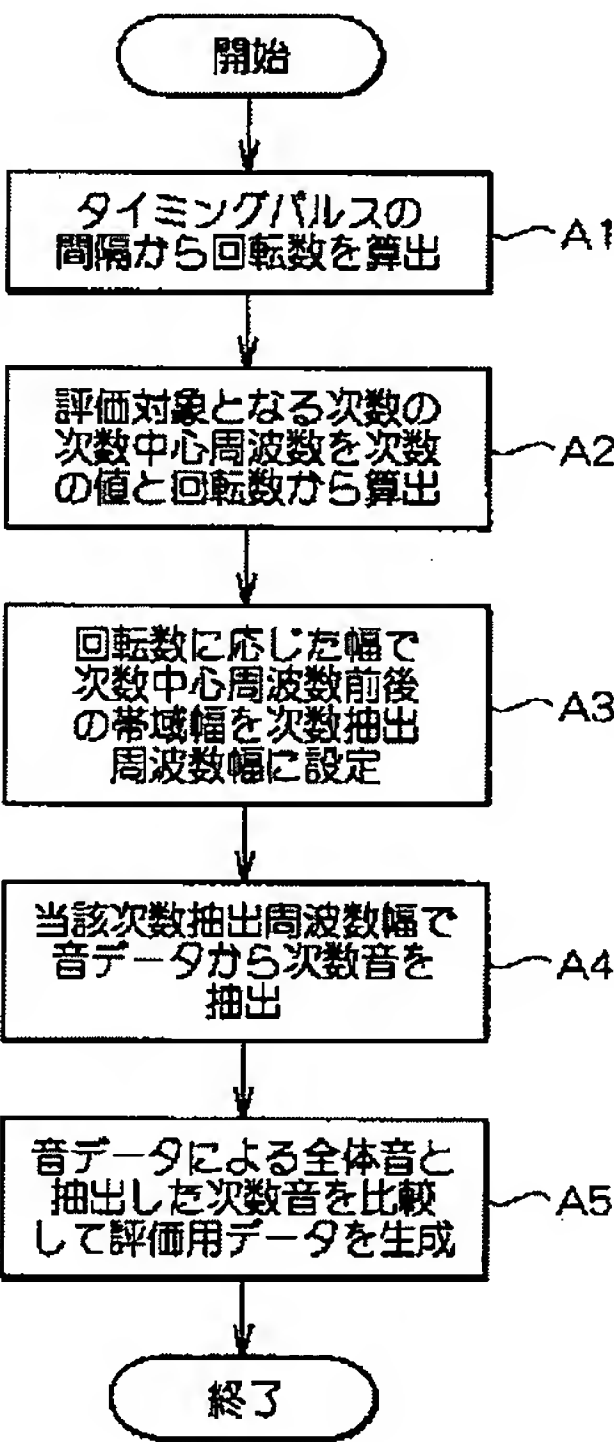 開始
タイミングパルスの
間隔から回転数を算出
A1
評価対象となる次数の
次数中心周波数を次数
の値と回転数から算出
A2
回転数に応じた幅で
次数中心周波数前後
の帯域幅を次数抽出
周波数幅に設定
A3
当該次数抽出周波数幅で
音データから次数音を
抽出
A4
音データによる全体音と
抽出した次数音を比較
して評価用データを生成
A5
終了